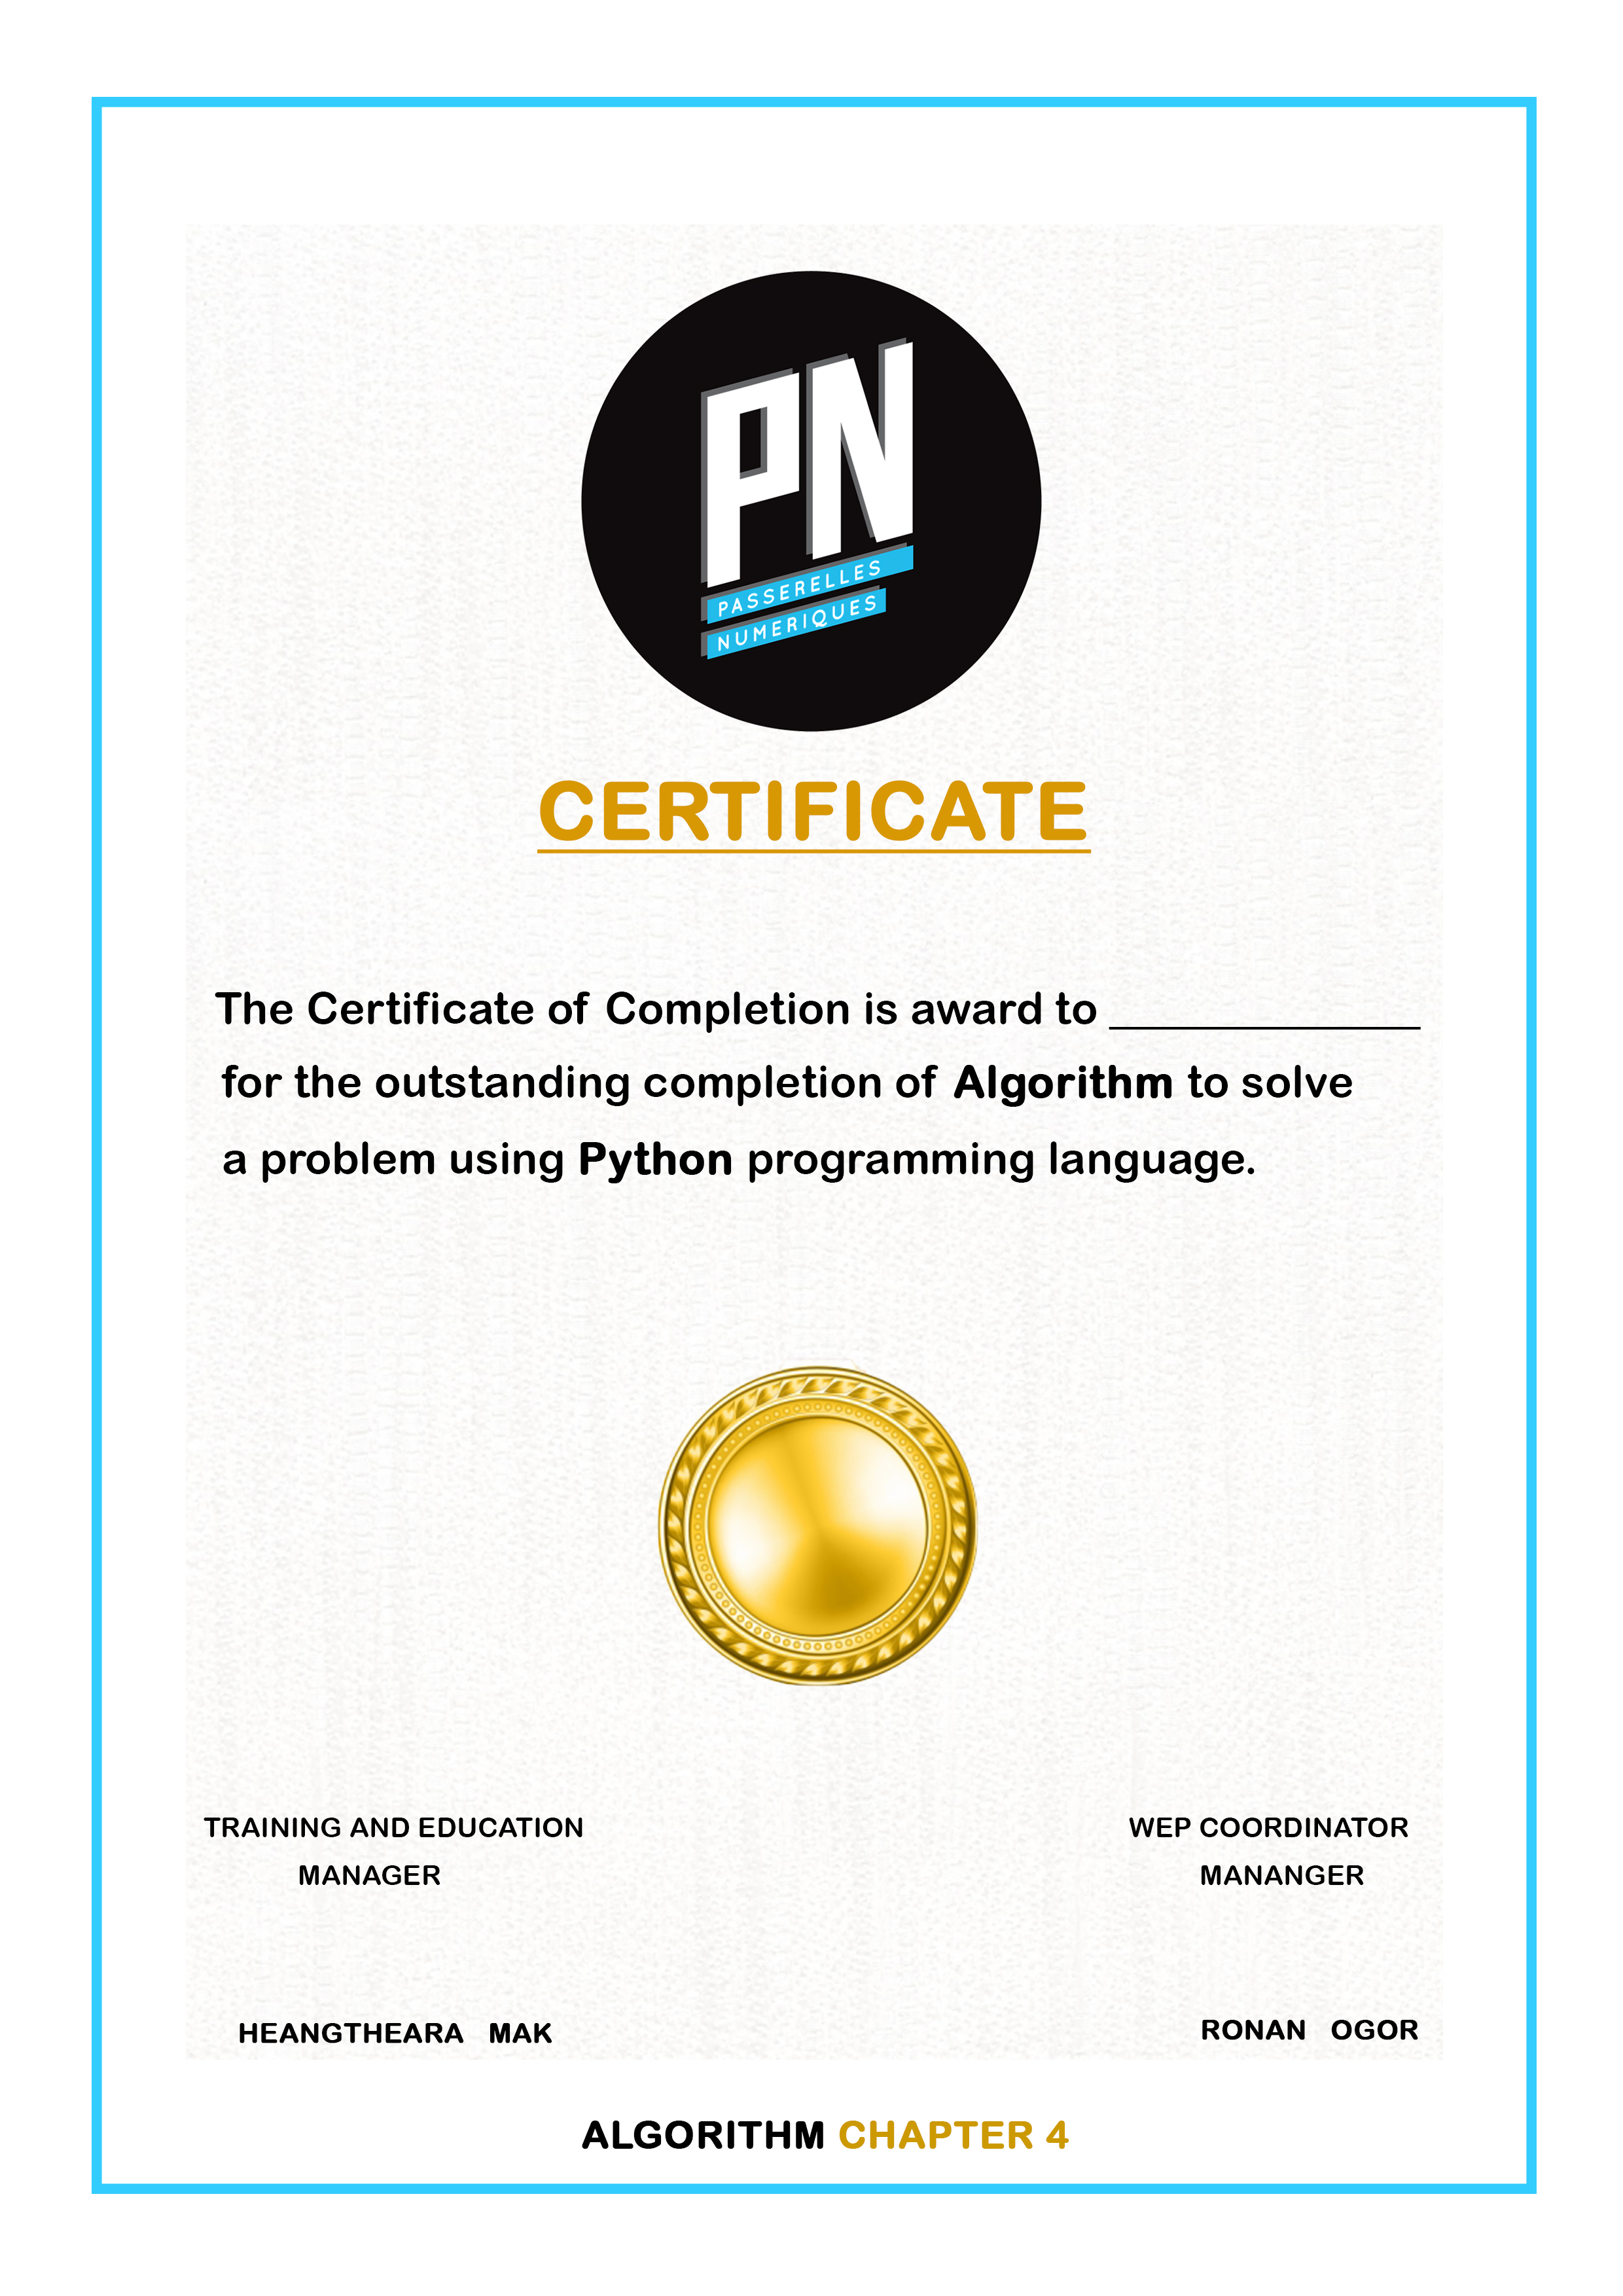 PN
PASSERELLES
NUMERIQUES
CERTIFICATE
The Certificate of Completion is award to ______________
for the outstanding completion of Algorithm to solve
a problem using Python programming language.
TRAINING AND EDUCATION
MANAGER
WEP COORDINATOR
MANANGER
HEANGTHEARA MAK
RONAN OGOR
ALGORITHM CHAPTER 4